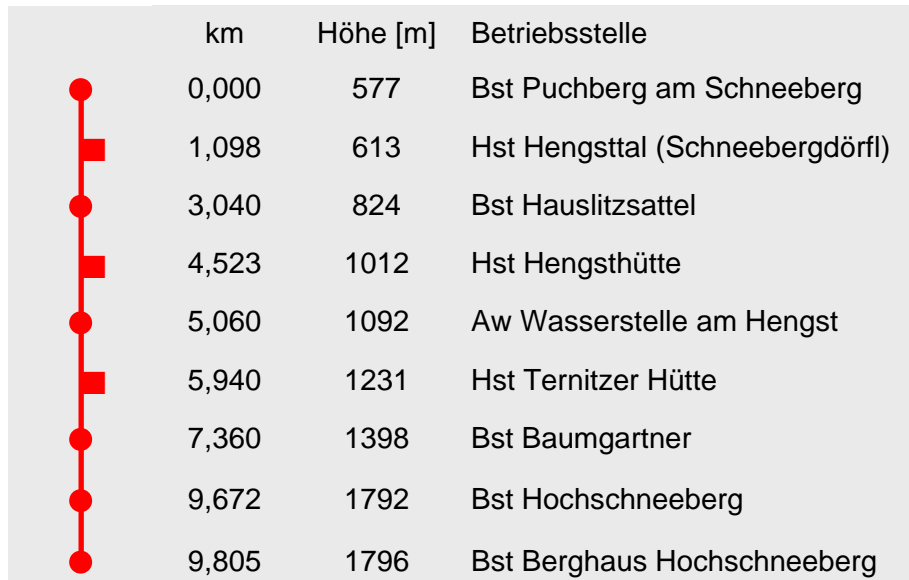 km Höhe [m] Betriebsstelle
0,000 577 Bst Puchberg am Schneeberg
1,098 613 Hst Hengsttal (Schneebergdörfl)
3,040 824 Bst Hauslitzsattel
4,523 1012 Hst Hengsthütte
5,060 1092 Aw Wasserstelle am Hengst
5,940 1231 Hst Ternitzer Hütte
7,360 1398 Bst Baumgartner
9,672 1792 Bst Hochschneeberg
9,805 1796 Bst Berghaus Hochschneeberg